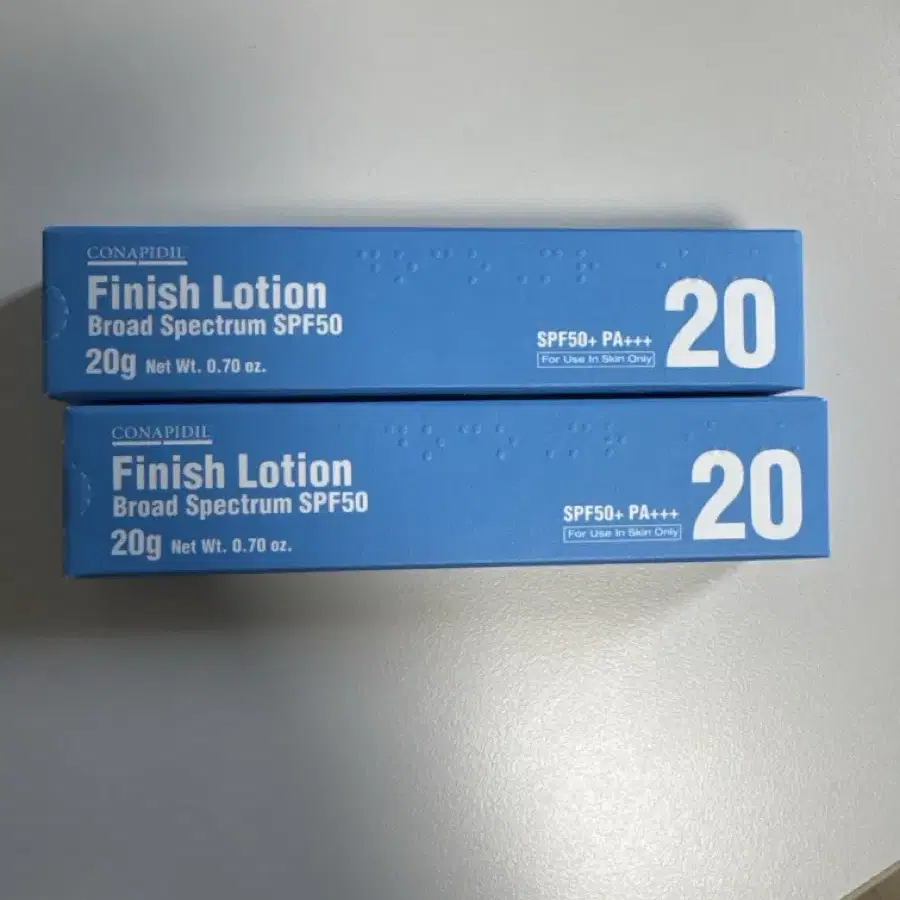 CONAPIDIL
Finish Lotion
Broad Spectrum SPF50
20g Net Wt. 0.70 oz.
SPF50+ PA+++
For Use In Skin Only
20
CONAPIDIL
Finish Lotion
Broad Spectrum SPF50
20g Net Wt. 0.70 oz.
SPF50+ PA+++
For Use In Skin Only
20